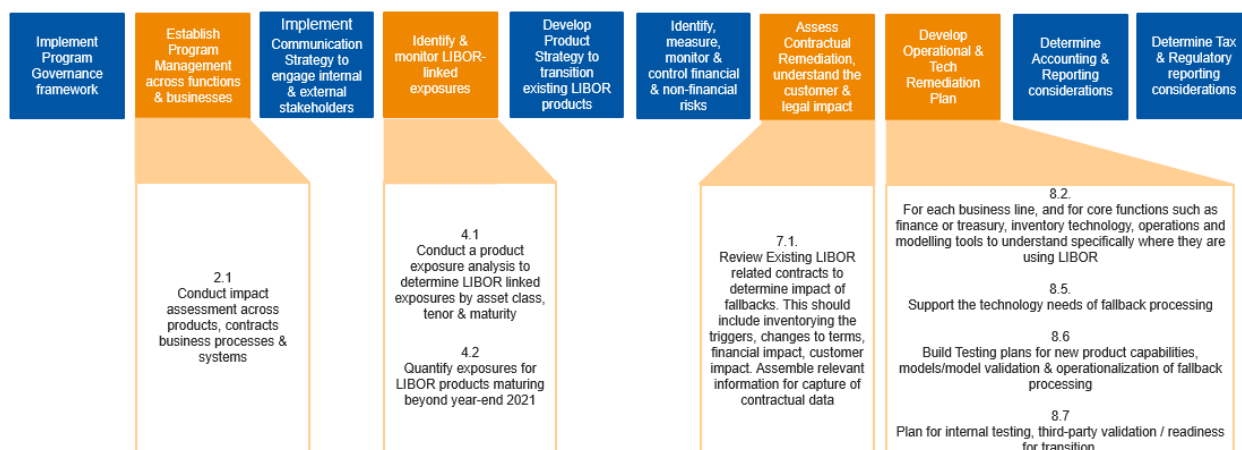 Implement
Program
Governance
framework
Establish
Program
Management
across functions
& businesses
Implement
Communication
Strategy to
engage internal
& external
stakeholders
Identify &
monitor LIBOR-
linked
exposures
Develop
Product
Strategy to
transition
existing LIBOR
products
Identify,
measure,
monitor &
control financial
& non-financial
risks
Assess
Contractual
Remediation,
understand the
customer &
legal impact
Develop
Operational &
Tech
Remediation
Plan
Determine
Accounting &
Reporting
considerations
Determine Tax
& Regulatory
reporting
considerations
2.1
Conduct impact
assessment across
products, contracts
business processes &
systems
4.1
Conduct a product
exposure analysis to
determine LIBOR linked
exposures by asset class,
tenor & maturity
4.2
Quantify exposures for
LIBOR products maturing
beyond year-end 2021
7.1.
Review Existing LIBOR
related contracts to
determine impact of
fallbacks. This should
include inventorying the
triggers, changes to terms,
financial impact, customer
impact. Assemble relevant
information for capture of
contractual data
8.2.
For each business line, and for core functions such as
finance or treasury, inventory technology, operations and
modelling tools to understand specifically where they are
using LIBOR
8.5.
Support the technology needs of fallback processing
8.6
Build Testing plans for new product capabilities,
models/model validation & operationalization of fallback
processing
8.7
Plan for internal testing, third-party validation / readiness
for transition